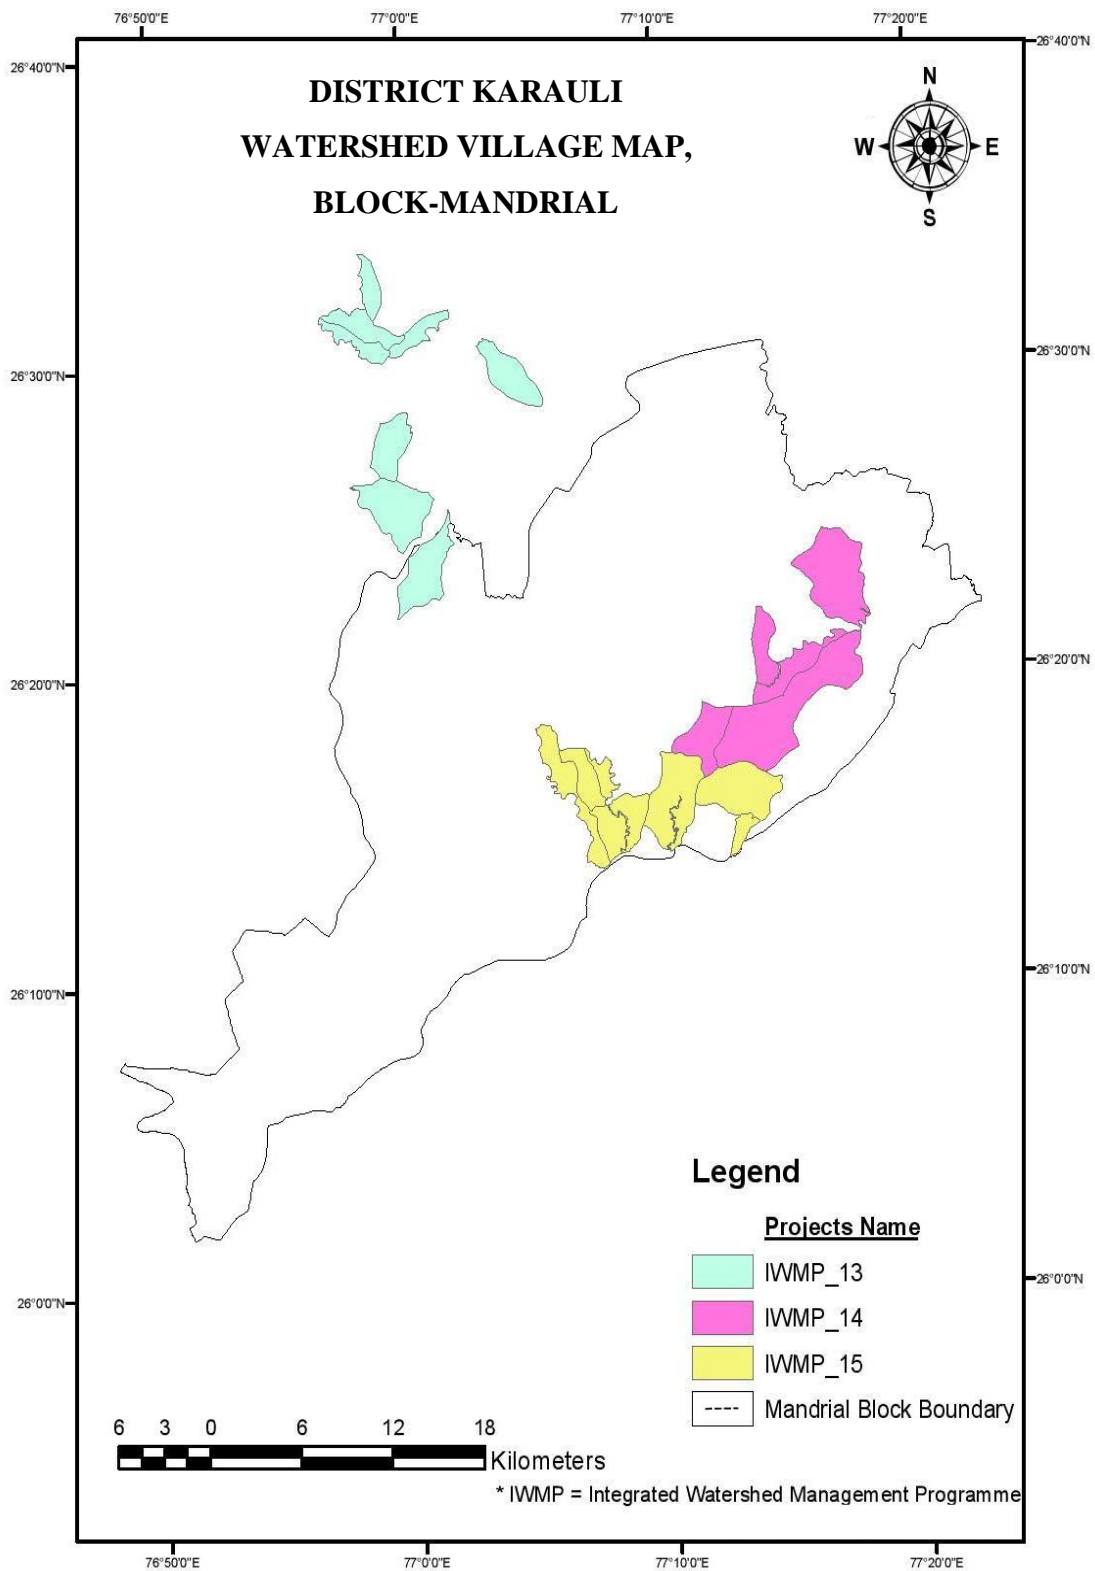 76°50'0"E
77°0'0"E
77°10'0"E
77°20'0"E
26°40'0"N
26°40'0"N
DISTRICT KARAULI
WATERSHED VILLAGE MAP,
BLOCK-MANDRIAL
N
W
E
S
26°30'0"N
26°30'0"N
26°20'0"N
26°20'0"N
26°10'0"N
26°10'0"N
Legend
Projects Name
IWMP_13
26°0'0"N
26°0'0"N
IWMP_14
IWMP_15
Mandrial Block Boundary
6 3 0 6 12 18
Kilometers
* IWMP = Integrated Watershed Management Programme
76°50'0"E
77°0'0"E
77°10'0"E
77°20'0"E